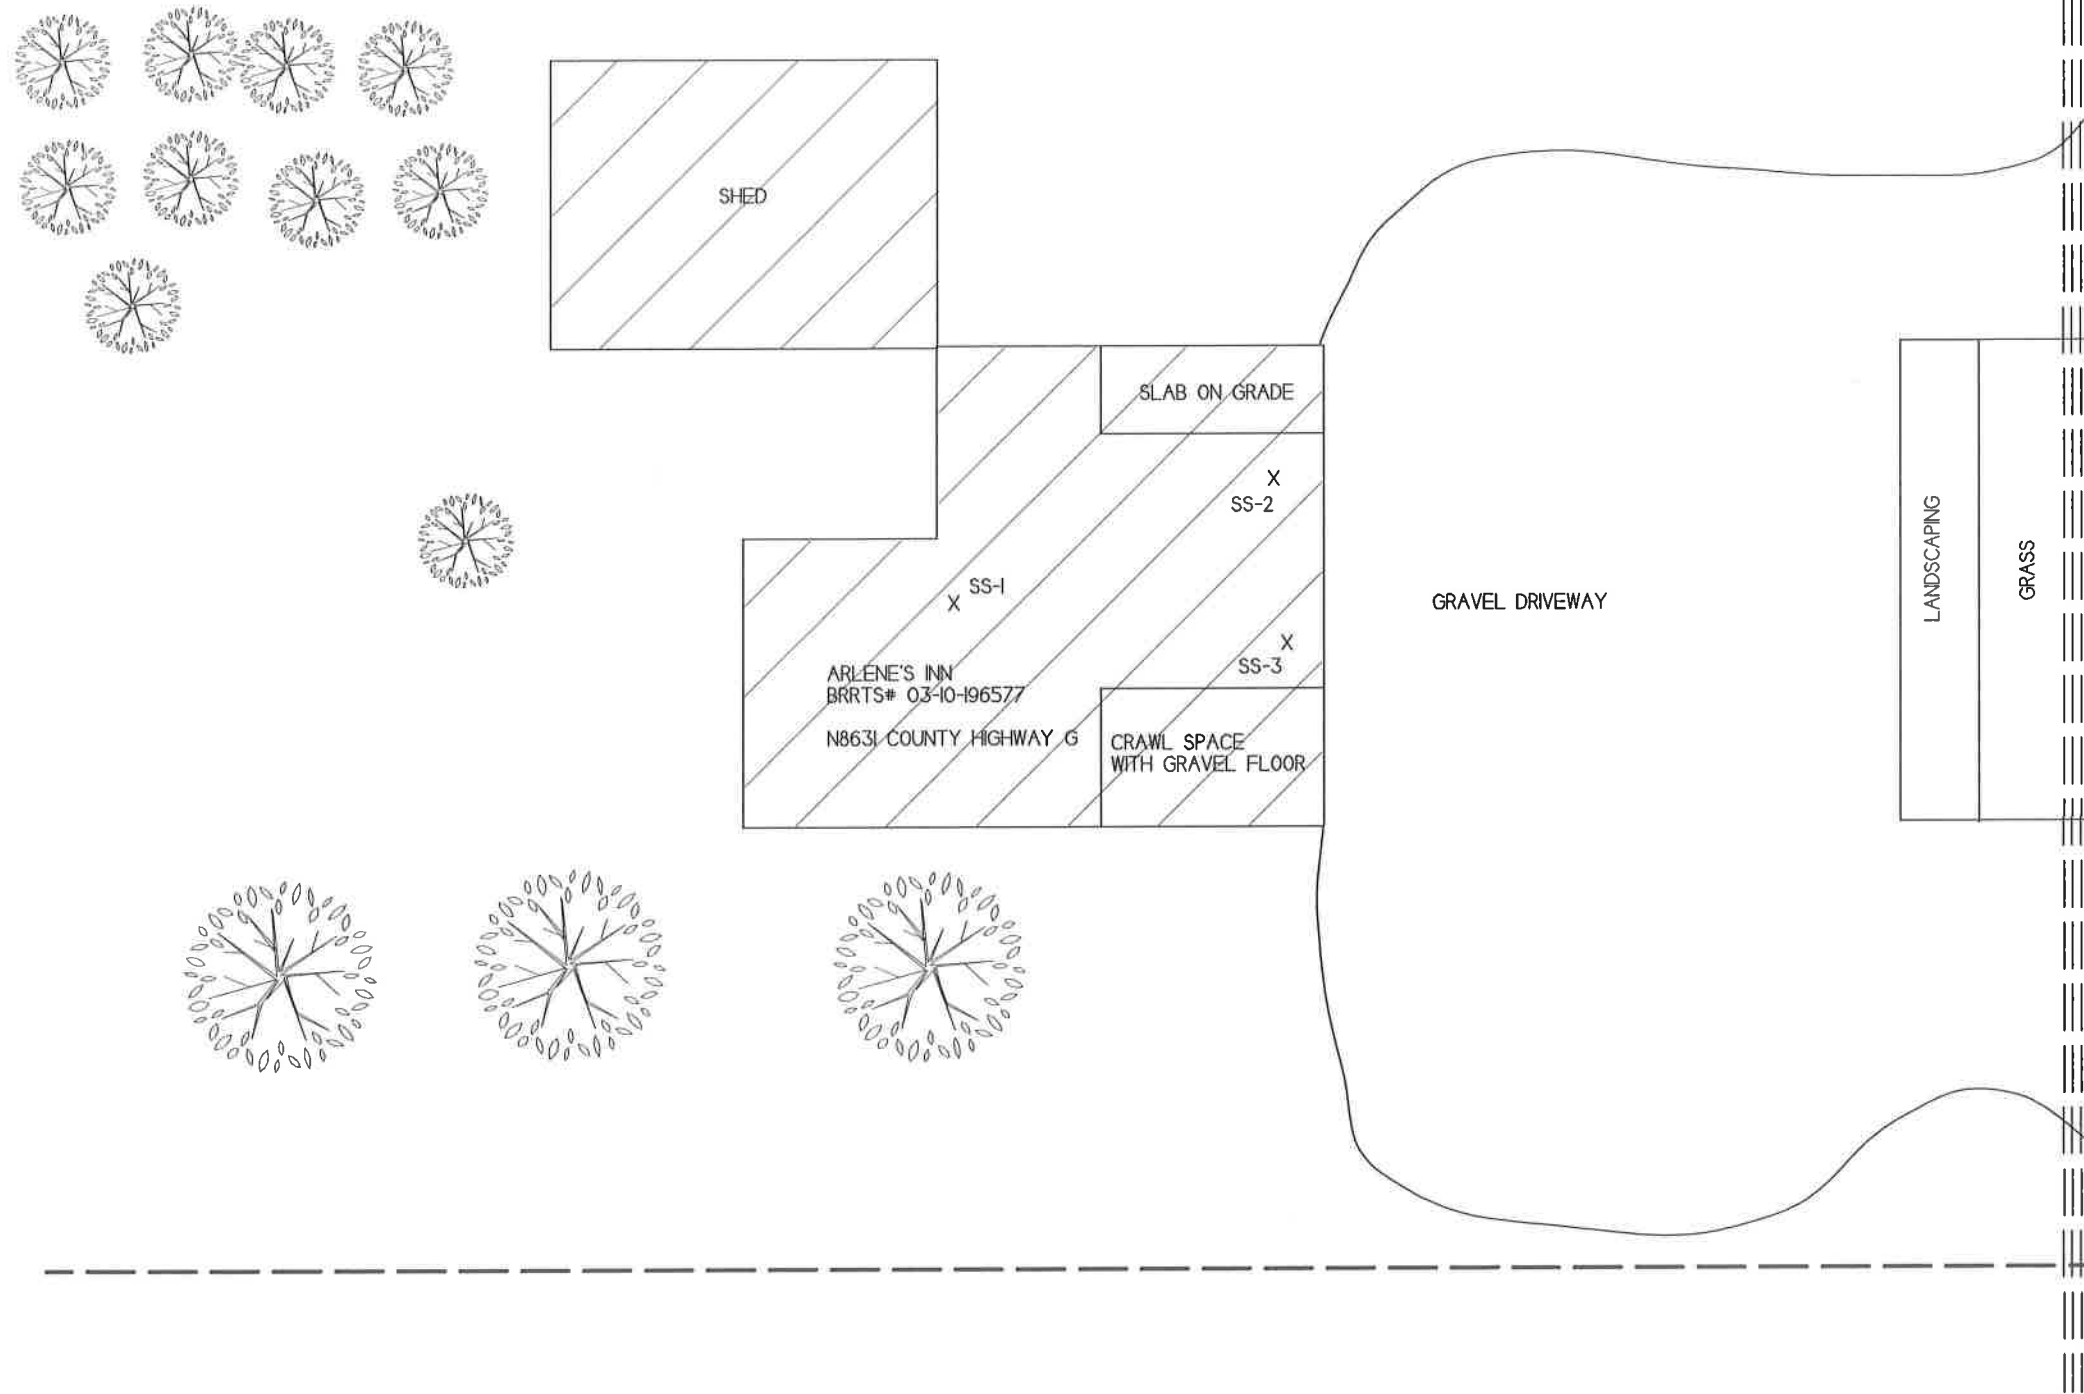 SHED
SLAB ON GRADE
X
SS-2
SS-1
X
X
SS-3
ARLENE'S INN
BRRTS# 03-10-196577
N8631 COUNTY HIGHWAY G
CRAWL SPACE
WITH GRAVEL FLOOR
GRAVEL DRIVEWAY
LANDSCAPING
GRASS